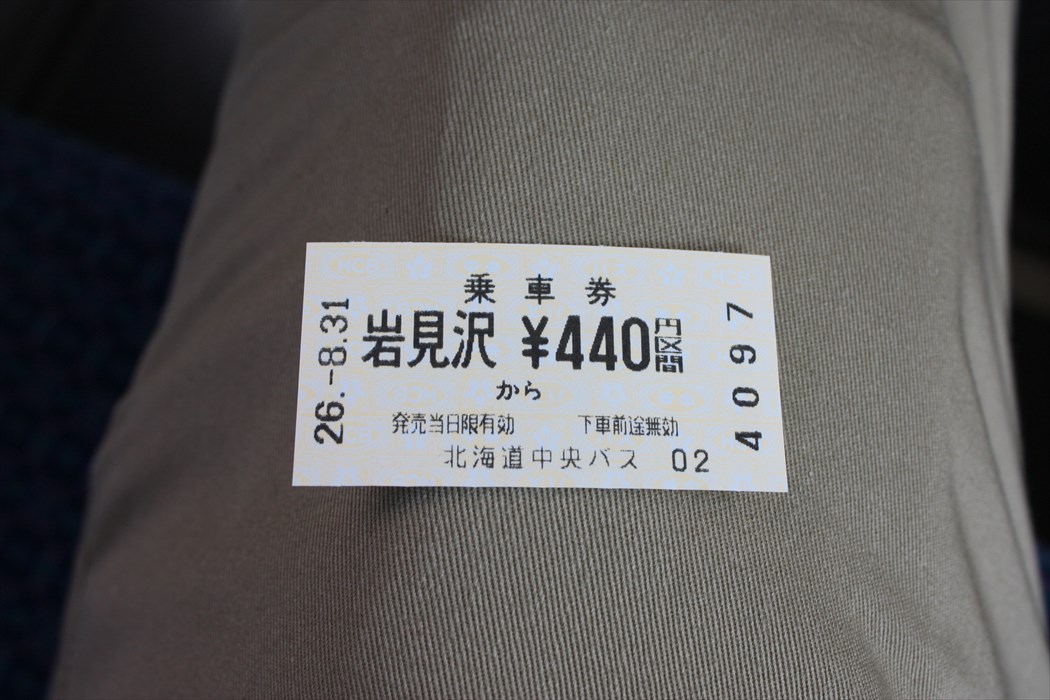 乗車券
岩見沢 ¥440円区間
から
発売当日限有効 下車前途無効
北海道中央バス 02
26.-8.31
4097